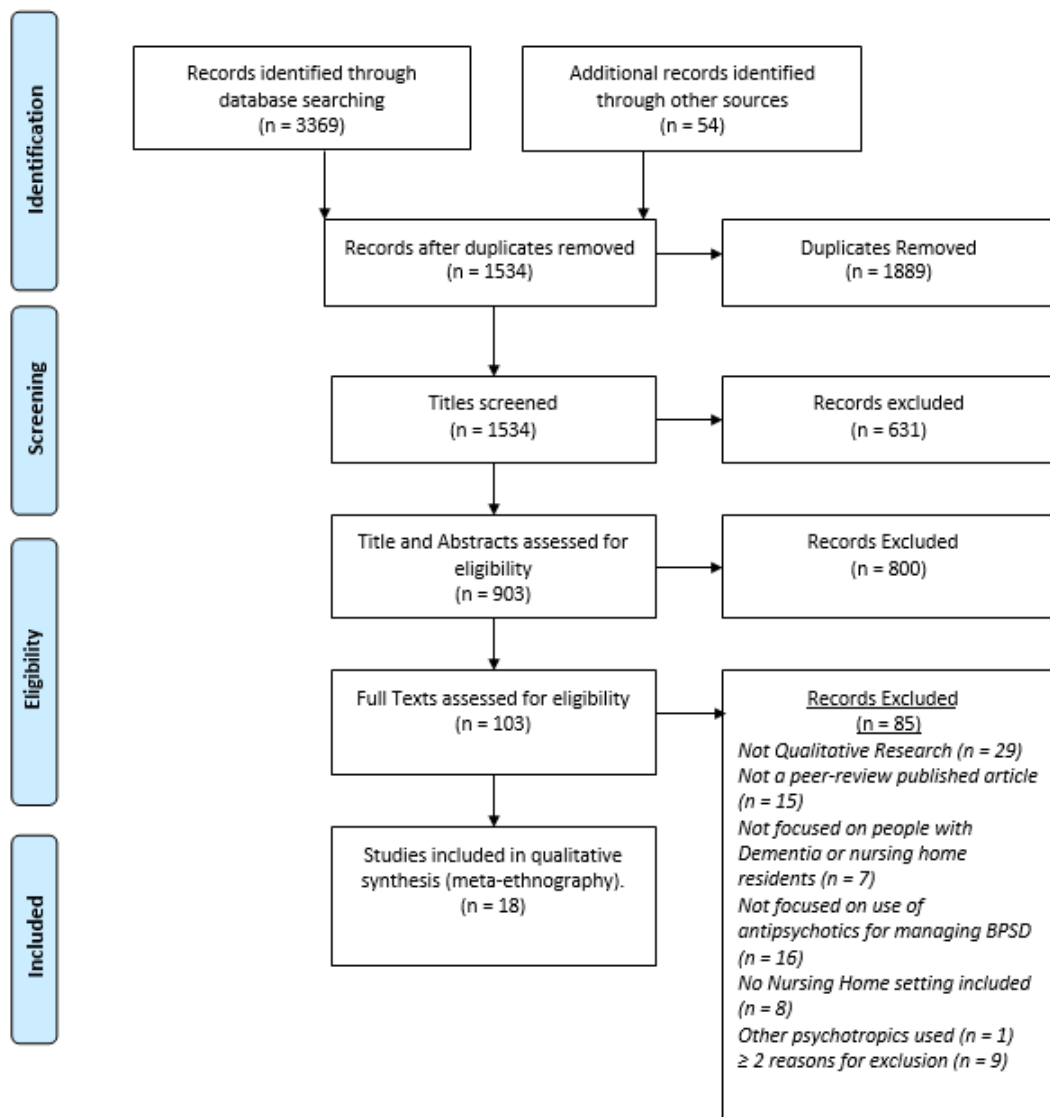 Identification
Records identified through
database searching
(n = 3369)
Additional records identified
through other sources
(n = 54)
Records after duplicates removed
(n = 1534)
Duplicates Removed
(n = 1889)
Screening
Titles screened
(n = 1534)
Records excluded
(n = 631)
Eligibility
Title and Abstracts assessed for
eligibility
(n = 903)
Records Excluded
(n = 800)
Full Texts assessed for eligibility
(n = 103)
Records Excluded
(n = 85)
Not Qualitative Research (n = 29)
Not a peer-review published article
(n = 15)
Not focused on people with
Dementia or nursing home
residents (n = 7)
Not focused on use of
antipsychotics for managing BPSD
(n = 16)
No Nursing Home setting included
(n = 8)
Other psychotropics used (n = 1)
≥ 2 reasons for exclusion (n = 9)
Included
Studies included in qualitative
synthesis (meta-ethnography).
(n = 18)